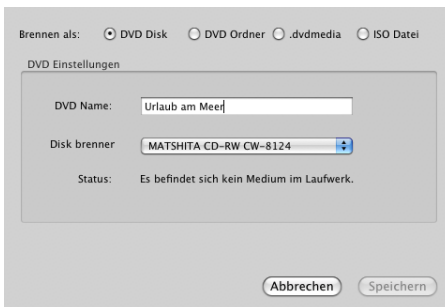 Brennen als: DVD Disk DVD Ordner .dvdmedia ISO Datei
DVD Einstellungen
DVD Name: Urlaub am Meer
Disk brenner MATSHITA CD-RW CW-8124
Status: Es befindet sich kein Medium im Laufwerk.
Abbrechen Speichern